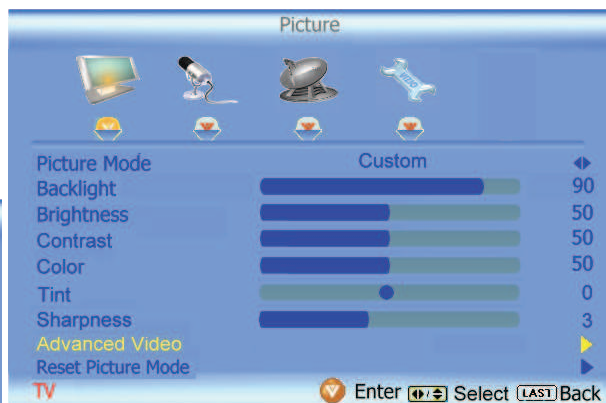 Picture
VIZIO
Picture Mode Custom
Backlight 90
Brightness 50
Contrast 50
Color 50
Tint 0
Sharpness 3
Advanced Video
Reset Picture Mode
TV Enter Select LAST Back